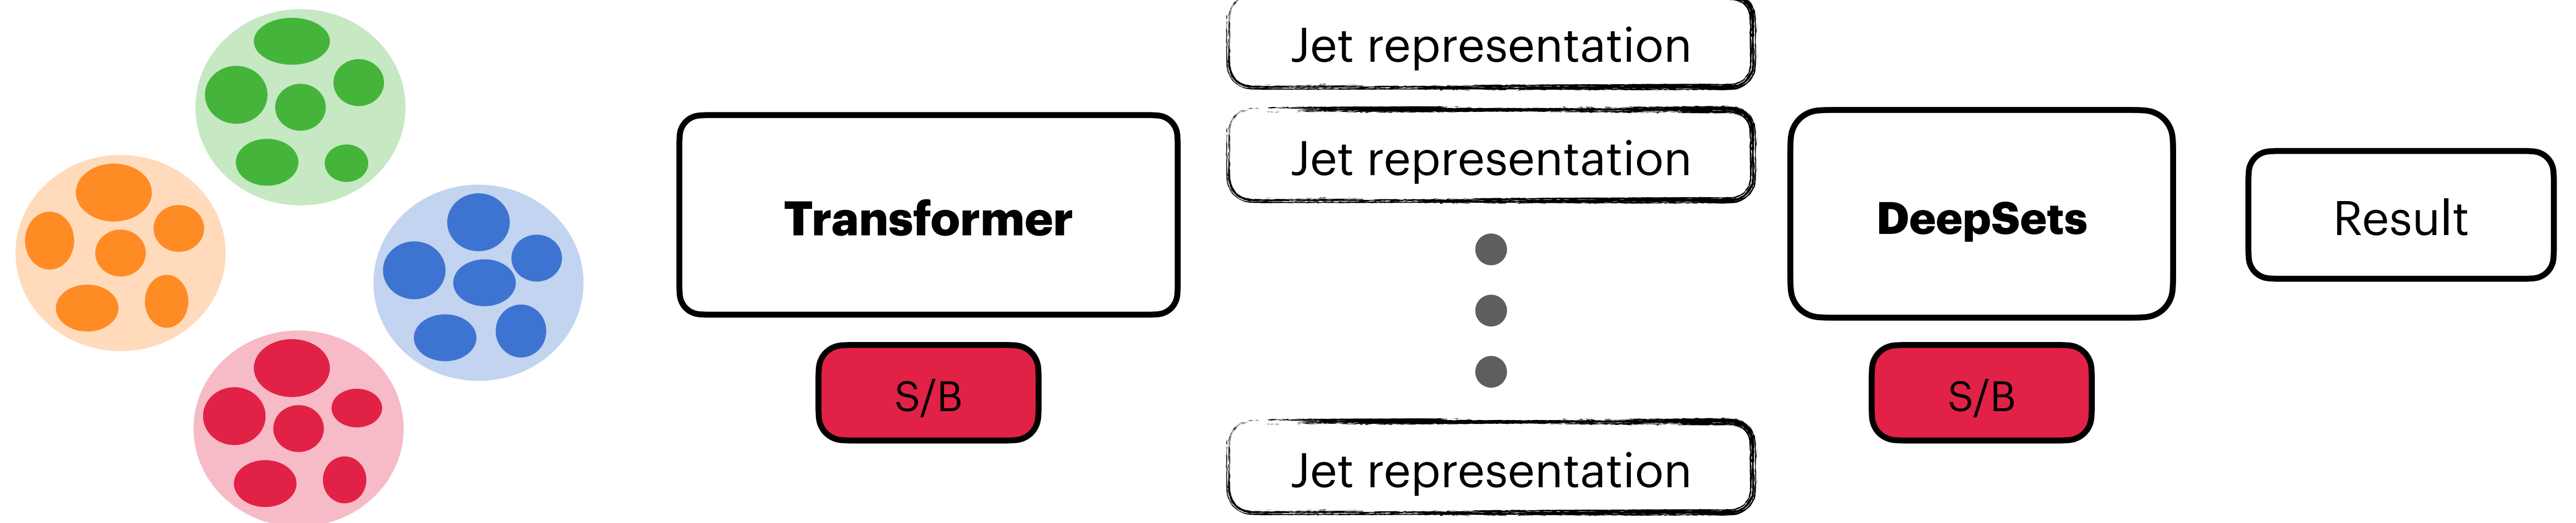 Transformer
S/B
Jet representation
Jet representation
Jet representation
DeepSets
S/B
Result